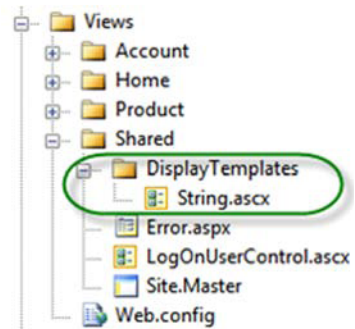 Views
Account
Home
Product
Shared
DisplayTemplates
String.ascx
Error.aspx
LogOnUserControl.ascx
Site.Master
Web.config